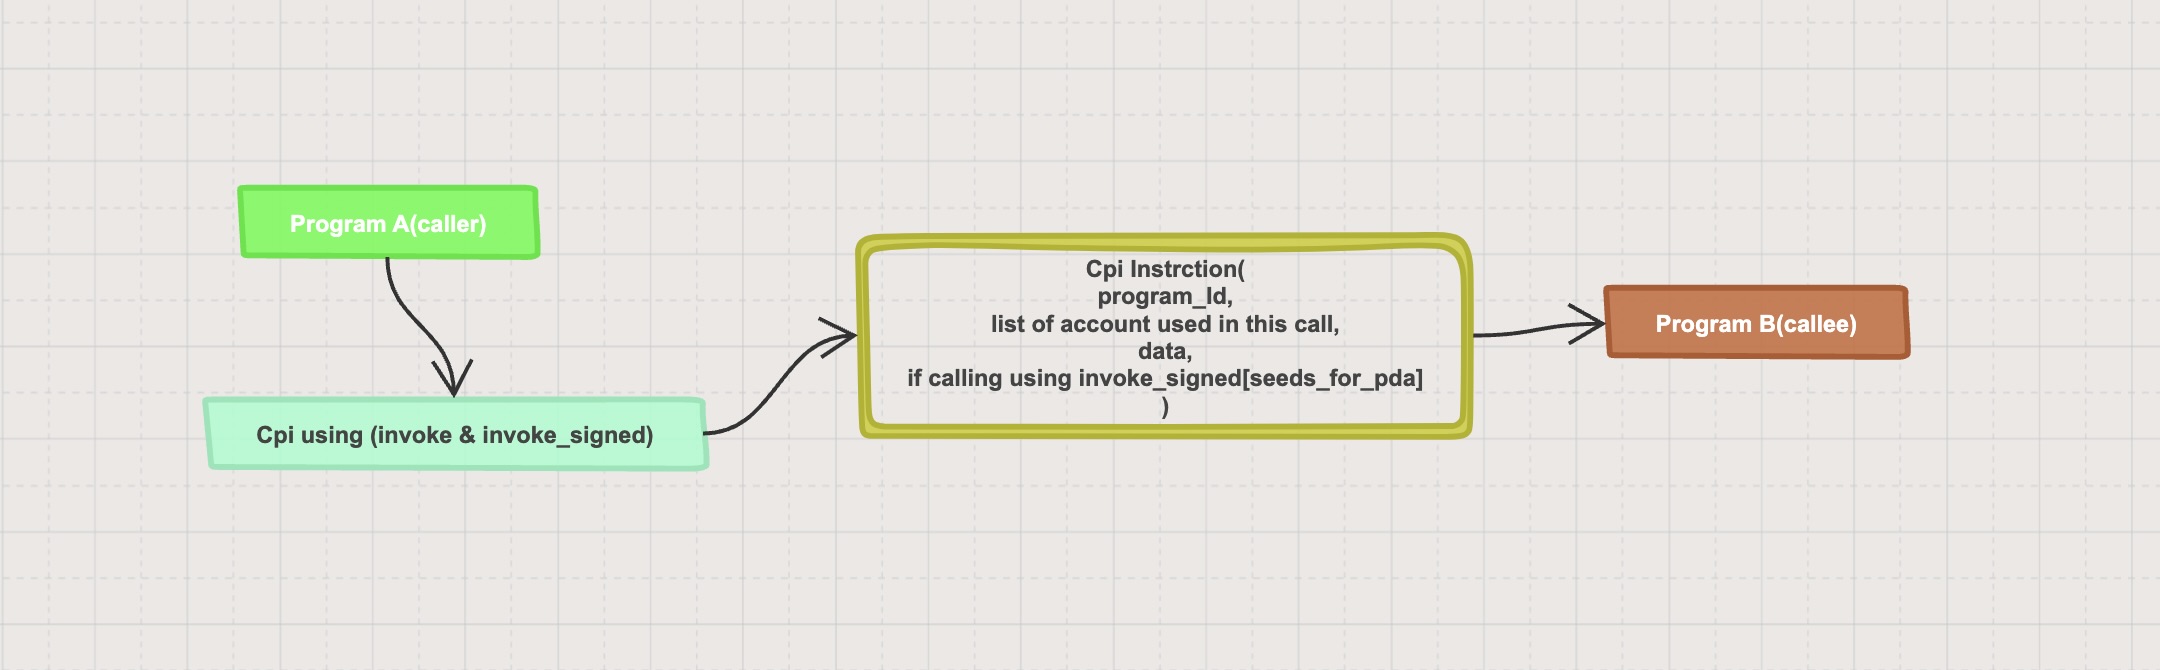 Program A(caller)
Cpi using (invoke & invoke_signed)
Cpi Instrction(
program_Id,
list of account used in this call,
data,
if calling using invoke_signed[seeds_for_pda]
)
Program B(callee)